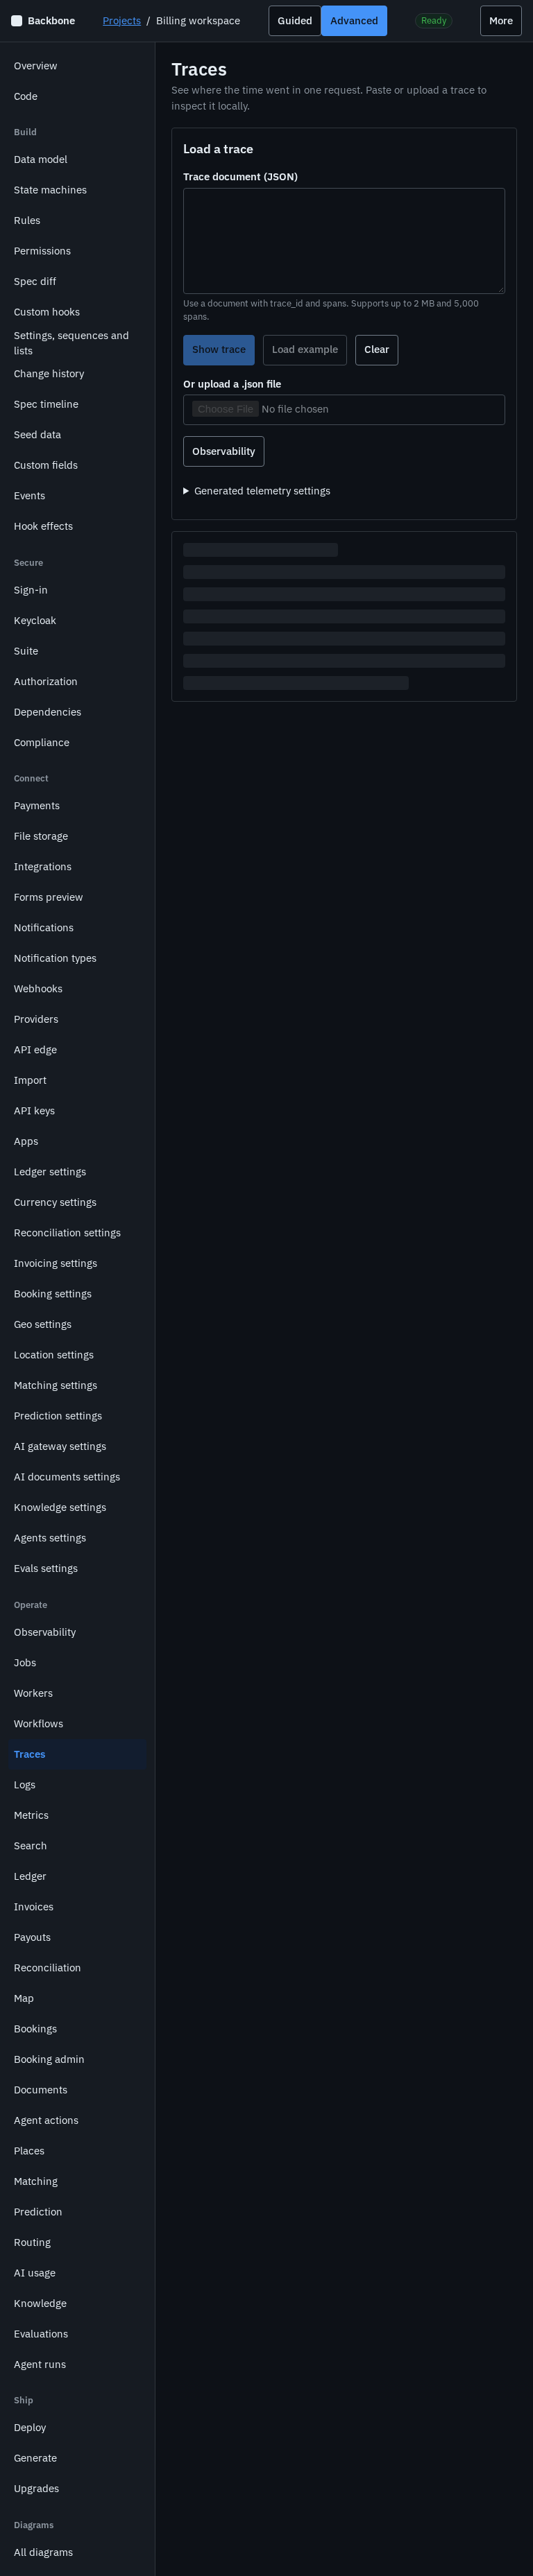 Backbone
Projects / Billing workspace
Guided
Advanced
Ready
More
Overview
Code
Build
Data model
State machines
Rules
Permissions
Spec diff
Custom hooks
Settings, sequences and
lists
Change history
Spec timeline
Seed data
Custom fields
Events
Hook effects
Secure
Sign-in
Keycloak
Suite
Authorization
Dependencies
Compliance
Connect
Payments
File storage
Integrations
Forms preview
Notifications
Notification types
Webhooks
Providers
API edge
Import
API keys
Apps
Ledger settings
Currency settings
Reconciliation settings
Invoicing settings
Booking settings
Geo settings
Location settings
Matching settings
Prediction settings
AI gateway settings
AI documents settings
Knowledge settings
Agents settings
Evals settings
Operate
Observability
Jobs
Workers
Workflows
Traces
Logs
Metrics
Search
Ledger
Invoices
Payouts
Reconciliation
Map
Bookings
Booking admin
Documents
Agent actions
Places
Matching
Prediction
Routing
AI usage
Knowledge
Evaluations
Agent runs
Ship
Deploy
Generate
Upgrades
Diagrams
All diagrams
Traces
See where the time went in one request. Paste or upload a trace to
inspect it locally.
Load a trace
Trace document (JSON)
Use a document with trace_id and spans. Supports up to 2 MB and 5,000
spans.
Show trace
Load example
Clear
Or upload a .json file
Choose File No file chosen
Observability
Generated telemetry settings